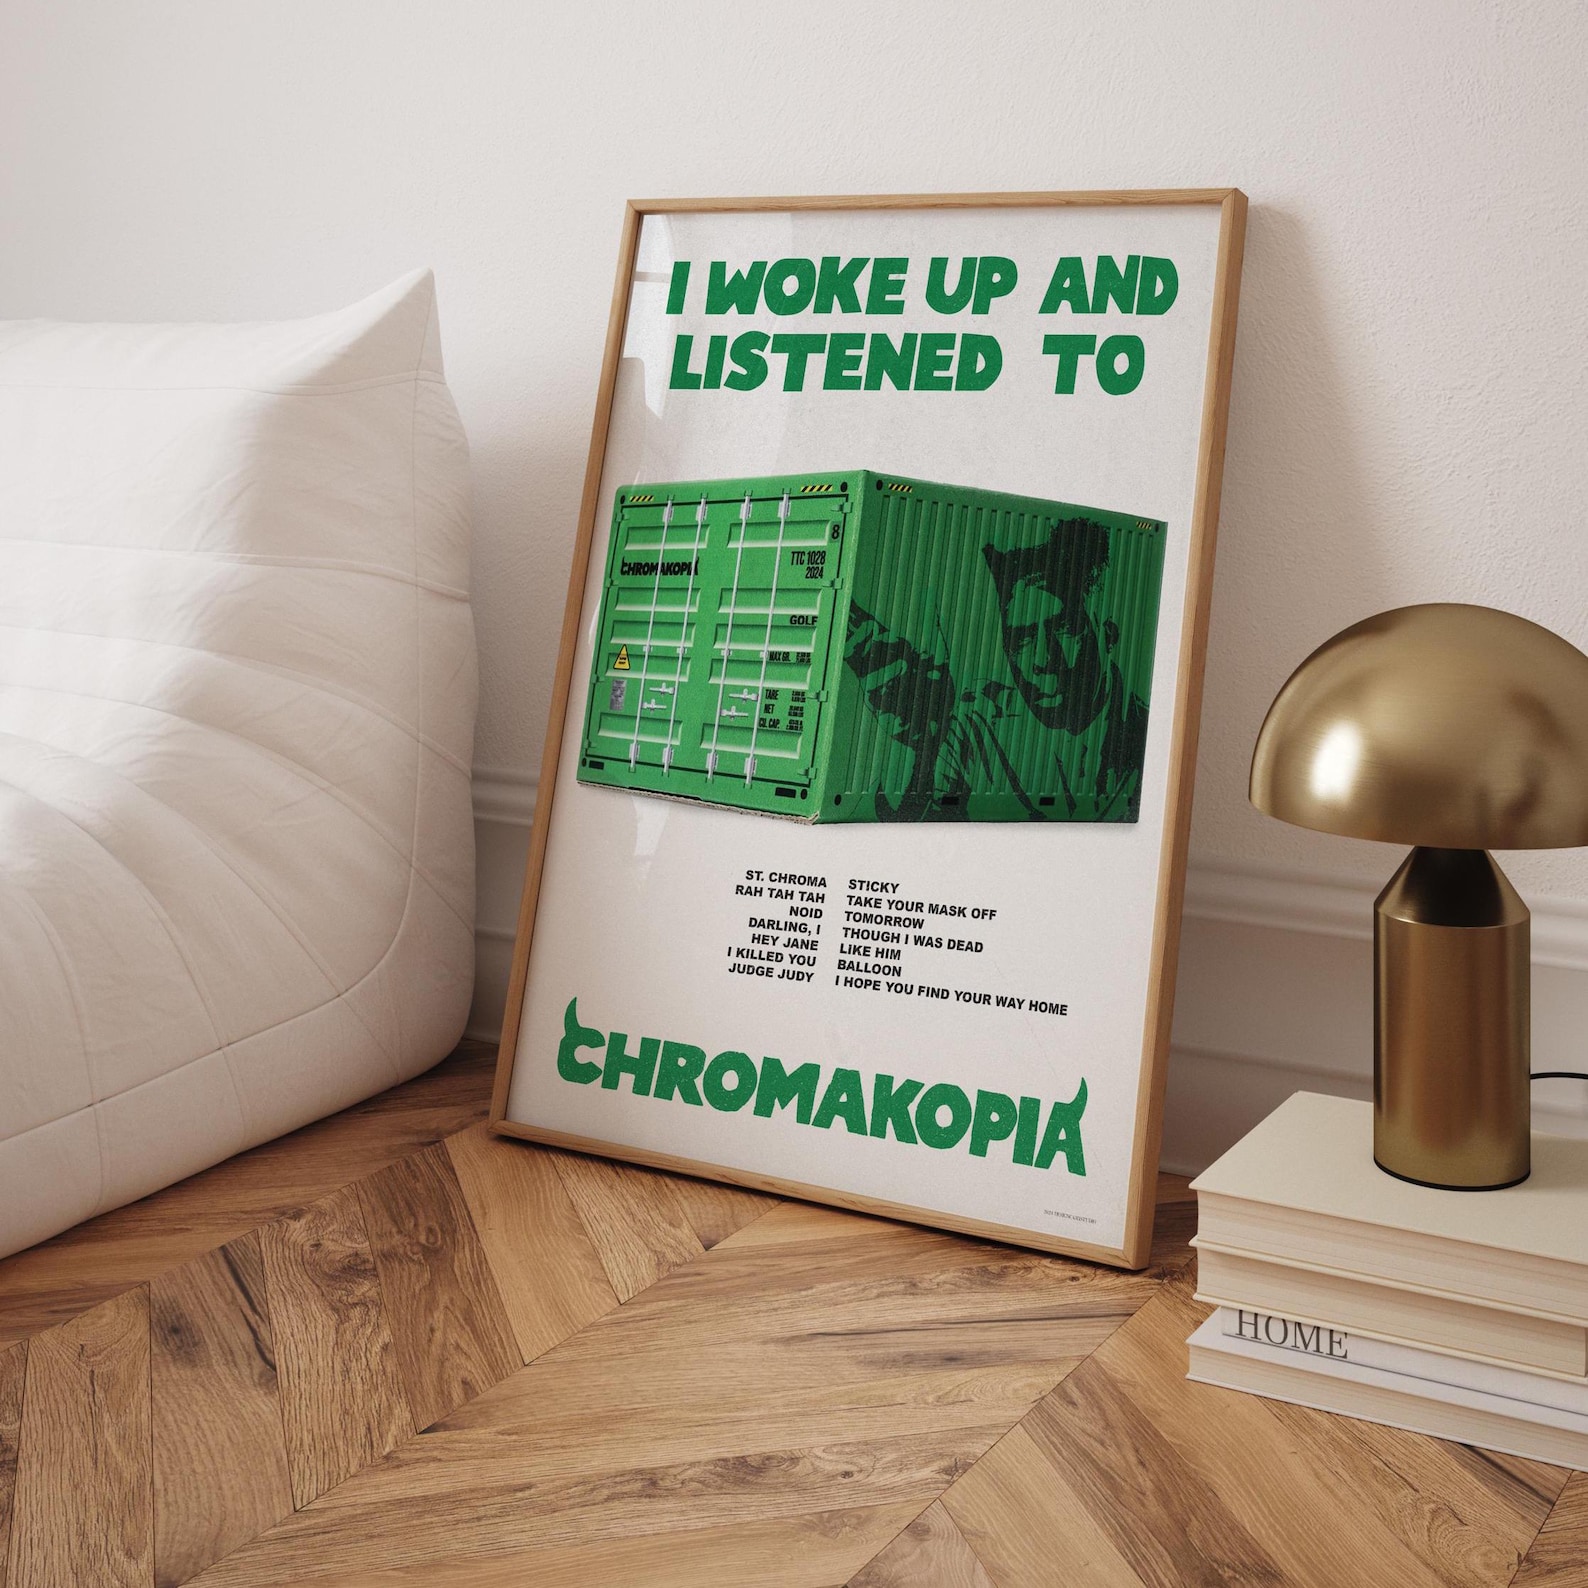 I WOKE UP AND
LISTENED TO
8
TTC 1028
2024
CHROMAKOPIA
GOLF
MAX GR.
TARE
NET
CU. CAP.
ST. CHROMA
RAH TAH TAH
NOID
DARLING, I
HEY JANE
I KILLED YOU
JUDGE JUDY
STICKY
TAKE YOUR MASK OFF
TOMORROW
THOUGH I WAS DEAD
LIKE HIM
BALLOON
I HOPE YOU FIND YOUR WAY HOME
CHROMAKOPIA
HOME